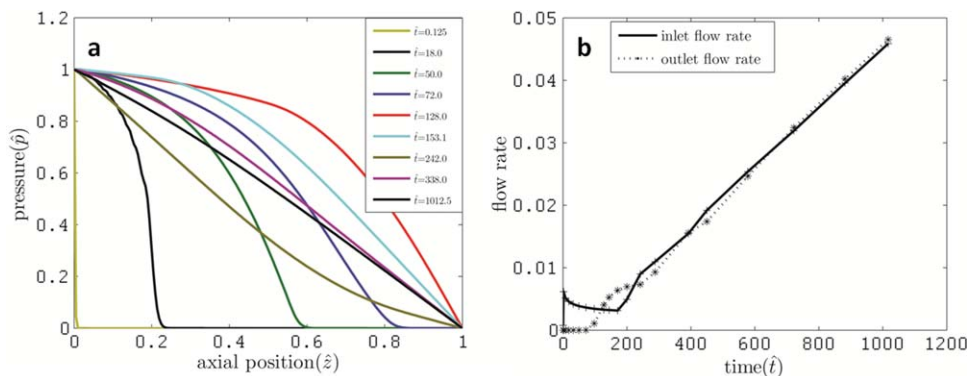 a
1.2
1
0.8
0.6
0.4
0.2
0
pressure(p̂)
0 0.2 0.4 0.6 0.8 1
axial position(ẑ)
t̂=0.125
t̂=18.0
t̂=50.0
t̂=72.0
t̂=128.0
t̂=153.1
t̂=242.0
t̂=338.0
t̂=1012.5
b
0.05
0.04
0.03
0.02
0.01
0
flow rate
0 200 400 600 800 1000 1200
time(t̂)
inlet flow rate
outlet flow rate